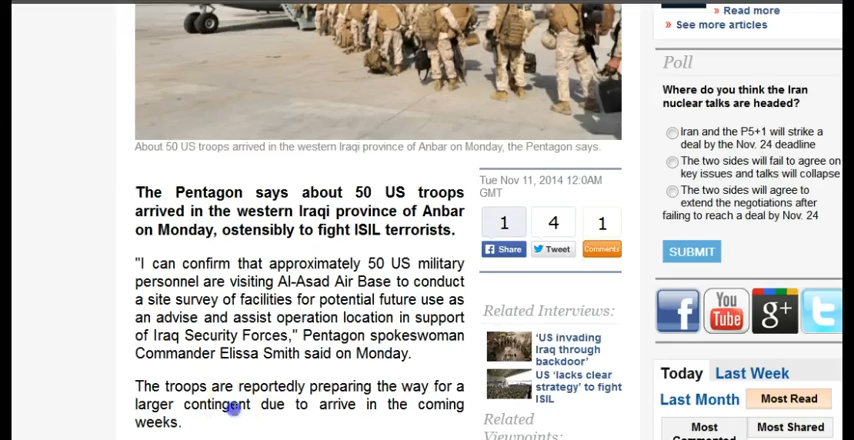 » Read more
» See more articles
About 50 US troops arrived in the western Iraqi province of Anbar on Monday, the Pentagon says.
The Pentagon says about 50 US troops
arrived in the western Iraqi province of Anbar
on Monday, ostensibly to fight ISIL terrorists.
"I can confirm that approximately 50 US military
personnel are visiting Al-Asad Air Base to conduct
a site survey of facilities for potential future use as
an advise and assist operation location in support
of Iraq Security Forces," Pentagon spokeswoman
Commander Elissa Smith said on Monday.
The troops are reportedly preparing the way for a
larger contingent due to arrive in the coming
weeks.
Tue Nov 11, 2014 12:0AM
GMT
1 4 1
Share Tweet Comments
Related Interviews:
'US invading
Iraq through
backdoor'
US 'lacks clear
strategy' to fight
ISIL
Related
Viewpoints:
Poll
Where do you think the Iran
nuclear talks are headed?
Iran and the P5+1 will strike a
deal by the Nov. 24 deadline
The two sides will fail to agree on
key issues and talks will collapse
The two sides will agree to
extend the negotiations after
failing to reach a deal by Nov. 24
SUBMIT
f You Tube g+ t
Today Last Week
Last Month Most Read
Most Most Shared
Commented